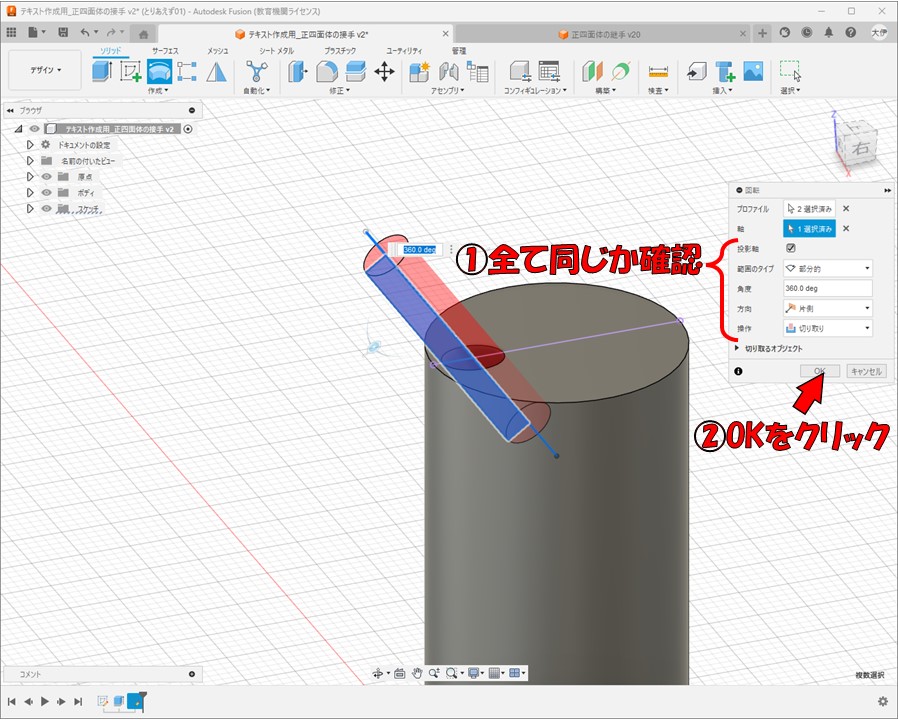 テキスト作成用_正四面体の接手 v2* (とりあえず01) - Autodesk Fusion (教育機関ライセンス)
テキスト作成用_正四面体の接手 v2*
正四面体の継手 v20
大伊
ソリッド
サーフェス
メッシュ
シート メタル
プラスチック
ユーティリティ
管理
デザイン
作成
自動化
修正
アセンブリ
コンフィギュレーション
構築
検査
挿入
選択
ブラウザ
テキスト作成用_正四面体の接手 v2
ドキュメントの設定
名前の付いたビュー
原点
ボディ
スケッチ
Z
X
右
360.0 deg
①全て同じか確認
回転
プロファイル
2 選択済み
軸
1 選択済み
投影軸
範囲のタイプ
部分的
角度
360.0 deg
方向
片側
操作
切り取り
切り取るオブジェクト
OK
キャンセル
②OKをクリック
コメント
複数選択